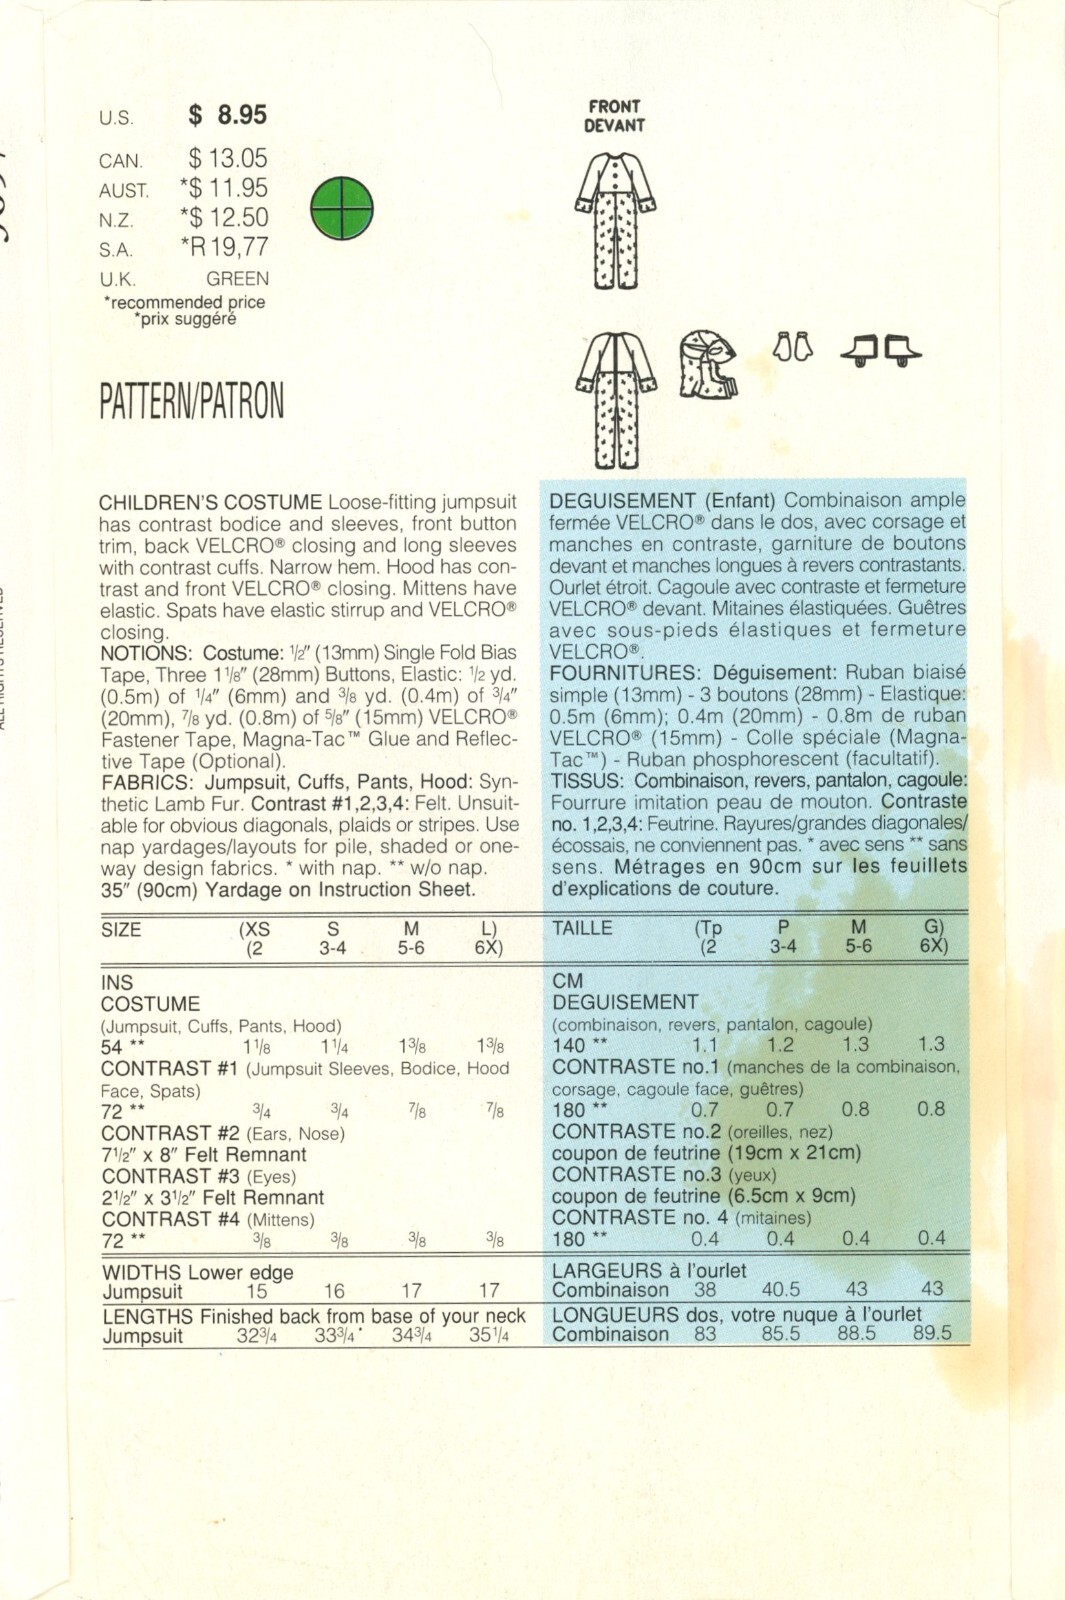 U.S. $ 8.95
CAN. $ 13.05
AUST. *$ 11.95
N.Z. *$ 12.50
S.A. *R 19,77
U.K. GREEN
*recommended price
*prix suggéré
FRONT
DEVANT
PATTERN/PATRON
CHILDREN'S COSTUME Loose-fitting jumpsuit
has contrast bodice and sleeves, front button
trim, back VELCRO® closing and long sleeves
with contrast cuffs. Narrow hem. Hood has con-
trast and front VELCRO® closing. Mittens have
elastic. Spats have elastic stirrup and VELCRO®
closing.
NOTIONS: Costume: 1/2" (13mm) Single Fold Bias
Tape, Three 1 1/8" (28mm) Buttons, Elastic: 1/2 yd.
(0.5m) of 1/4" (6mm) and 3/8 yd. (0.4m) of 3/4"
(20mm), 7/8 yd. (0.8m) of 5/8" (15mm) VELCRO®
Fastener Tape, Magna-Tac™ Glue and Reflec-
tive Tape (Optional).
FABRICS: Jumpsuit, Cuffs, Pants, Hood: Syn-
thetic Lamb Fur. Contrast #1,2,3,4: Felt. Unsuit-
able for obvious diagonals, plaids or stripes. Use
nap yardages/layouts for pile, shaded or one-
way design fabrics. * with nap. ** w/o nap.
35" (90cm) Yardage on Instruction Sheet.
SIZE (XS S M L)
(2 3-4 5-6 6X)
INS
COSTUME
(Jumpsuit, Cuffs, Pants, Hood)
54 ** 1 1/8 1 1/4 1 3/8 1 3/8
CONTRAST #1 (Jumpsuit Sleeves, Bodice, Hood
Face, Spats)
72 ** 3/4 3/4 7/8 7/8
CONTRAST #2 (Ears, Nose)
7 1/2" x 8" Felt Remnant
CONTRAST #3 (Eyes)
2 1/2" x 3 1/2" Felt Remnant
CONTRAST #4 (Mittens)
72 ** 3/8 3/8 3/8 3/8
WIDTHS Lower edge
Jumpsuit 15 16 17 17
LENGTHS Finished back from base of your neck
Jumpsuit 32 3/4 33 3/4 34 3/4 35 1/4
DEGUISEMENT (Enfant) Combinaison ample
fermée VELCRO® dans le dos, avec corsage et
manches en contraste, garniture de boutons
devant et manches longues à revers contrastants.
Ourlet étroit. Cagoule avec contraste et fermeture
VELCRO® devant. Mitaines élastiquées. Guêtres
avec sous-pieds élastiques et fermeture
VELCRO®.
FOURNITURES: Déguisement: Ruban biaisé
simple (13mm) - 3 boutons (28mm) - Elastique:
0.5m (6mm); 0.4m (20mm) - 0.8m de ruban
VELCRO® (15mm) - Colle spéciale (Magna-
Tac™) - Ruban phosphorescent (facultatif).
TISSUS: Combinaison, revers, pantalon, cagoule:
Fourrure imitation peau de mouton. Contraste
no. 1,2,3,4: Feutrine. Rayures/grandes diagonales/
écossais, ne conviennent pas. * avec sens ** sans
sens. Métrages en 90cm sur les feuillets
d'explications de couture.
TAILLE (Tp P M G)
(2 3-4 5-6 6X)
CM
DEGUISEMENT
(combinaison, revers, pantalon, cagoule)
140 ** 1.1 1.2 1.3 1.3
CONTRASTE no.1 (manches de la combinaison,
corsage, cagoule face, guêtres)
180 ** 0.7 0.7 0.8 0.8
CONTRASTE no.2 (oreilles, nez)
coupon de feutrine (19cm x 21cm)
CONTRASTE no.3 (yeux)
coupon de feutrine (6.5cm x 9cm)
CONTRASTE no. 4 (mitaines)
180 ** 0.4 0.4 0.4 0.4
LARGEURS à l'ourlet
Combinaison 38 40.5 43 43
LONGUEURS dos, votre nuque à l'ourlet
Combinaison 83 85.5 88.5 89.5